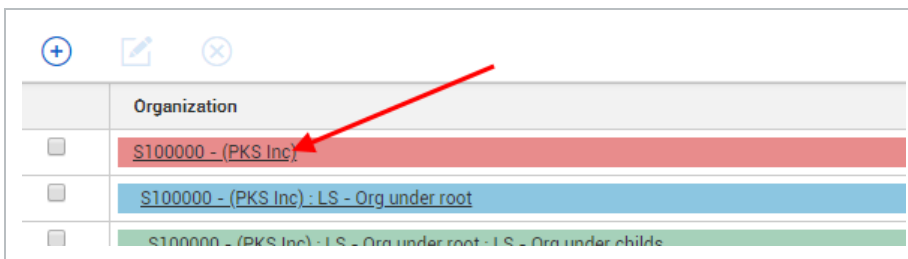 Organization
S100000 - (PKS Inc)
S100000 - (PKS Inc) : LS - Org under root
S100000 - (PKS Inc) : LS - Org under root : LS - Org under childs